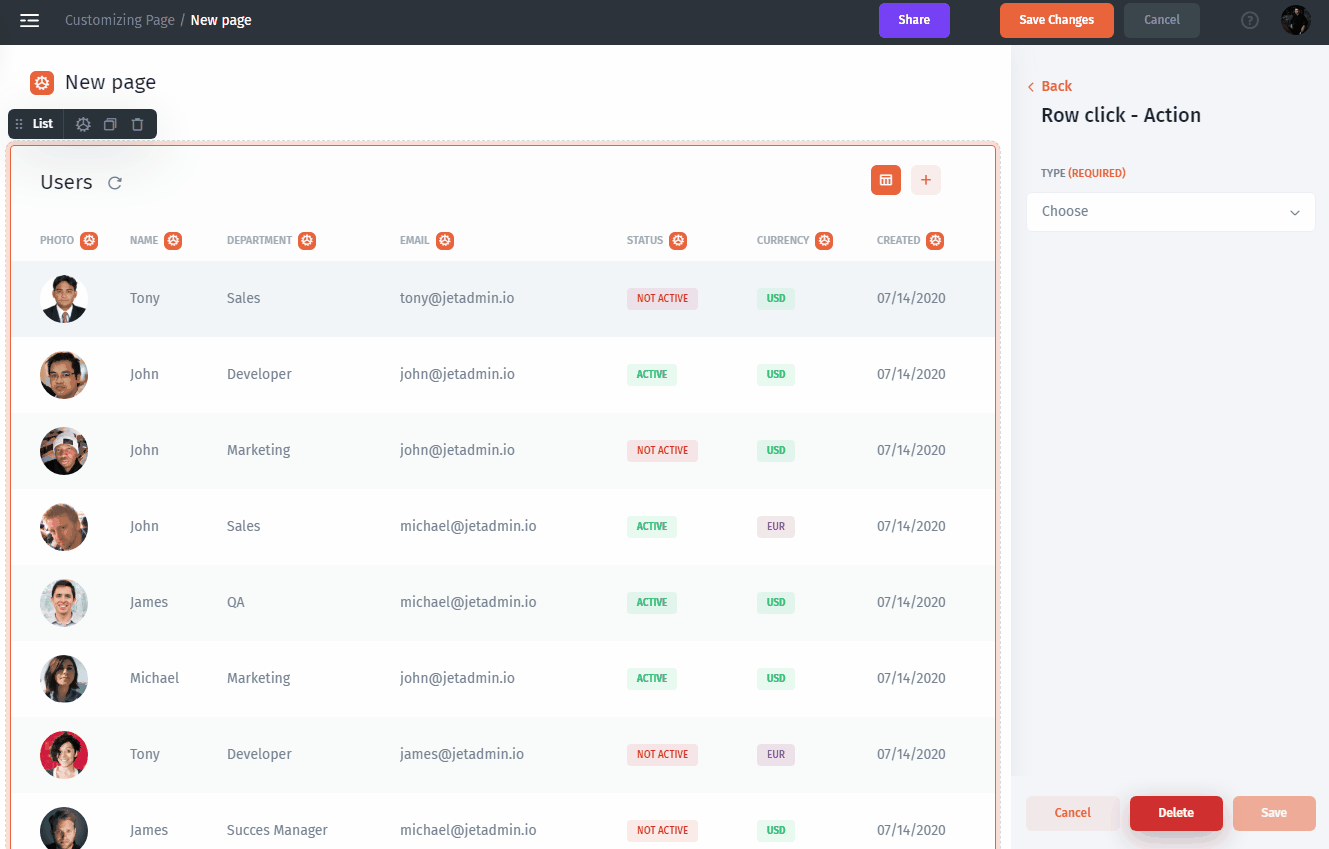 Customizing Page / New page
Share
Save Changes
Cancel
?
New page
List
Users
+
PHOTO NAME DEPARTMENT EMAIL STATUS CURRENCY CREATED
Tony Sales tony@jetadmin.io NOT ACTIVE USD 07/14/2020
John Developer john@jetadmin.io ACTIVE USD 07/14/2020
John Marketing john@jetadmin.io NOT ACTIVE USD 07/14/2020
John Sales michael@jetadmin.io ACTIVE EUR 07/14/2020
James QA michael@jetadmin.io ACTIVE USD 07/14/2020
Michael Marketing john@jetadmin.io ACTIVE USD 07/14/2020
Tony Developer james@jetadmin.io NOT ACTIVE EUR 07/14/2020
James Succes Manager michael@jetadmin.io NOT ACTIVE USD 07/14/2020
Back
Row click - Action
TYPE (REQUIRED)
Choose
Cancel
Delete
Save